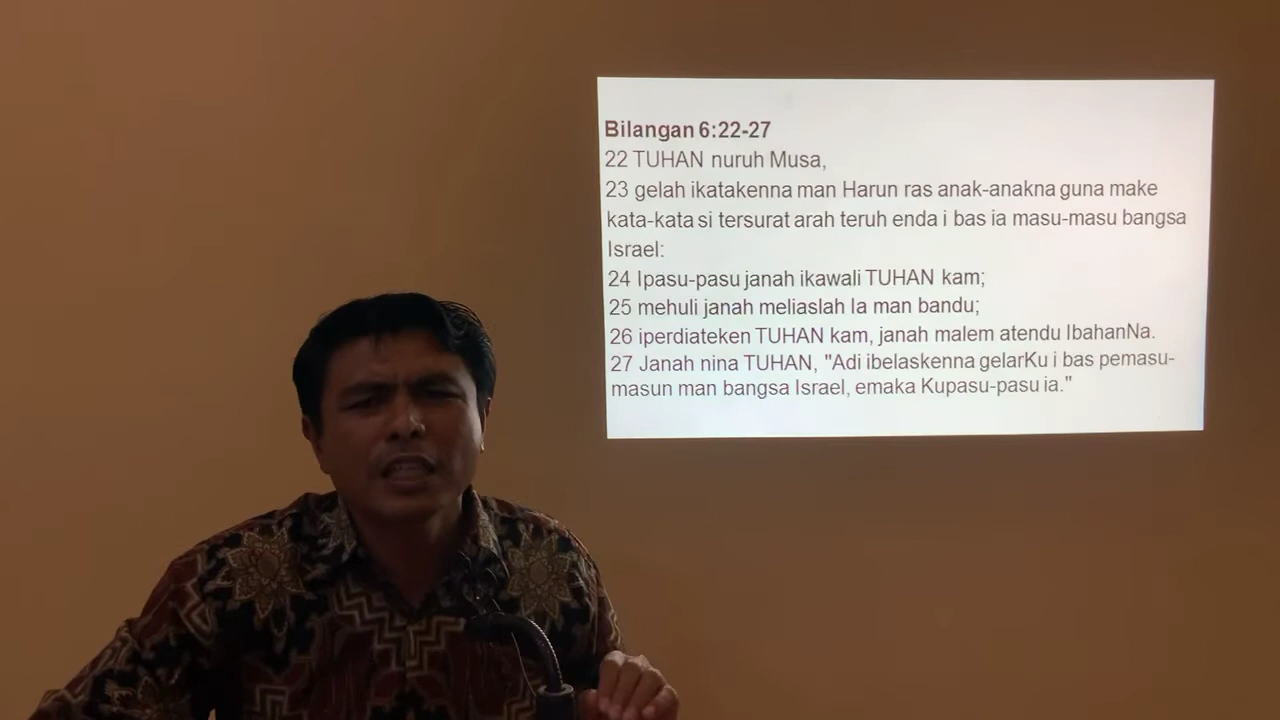 Bilangan 6:22-27
22 TUHAN nuruh Musa,
23 gelah ikatakenna man Harun ras anak-anakna guna make
kata-kata si tersurat arah teruh enda i bas ia masu-masu bangsa
Israel:
24 Ipasu-pasu janah ikawali TUHAN kam;
25 mehuli janah meliaslah Ia man bandu;
26 iperdiateken TUHAN kam, janah malem atendu IbahanNa.
27 Janah nina TUHAN, "Adi ibelaskenna gelarKu i bas pemasu-
masun man bangsa Israel, emaka Kupasu-pasu ia."